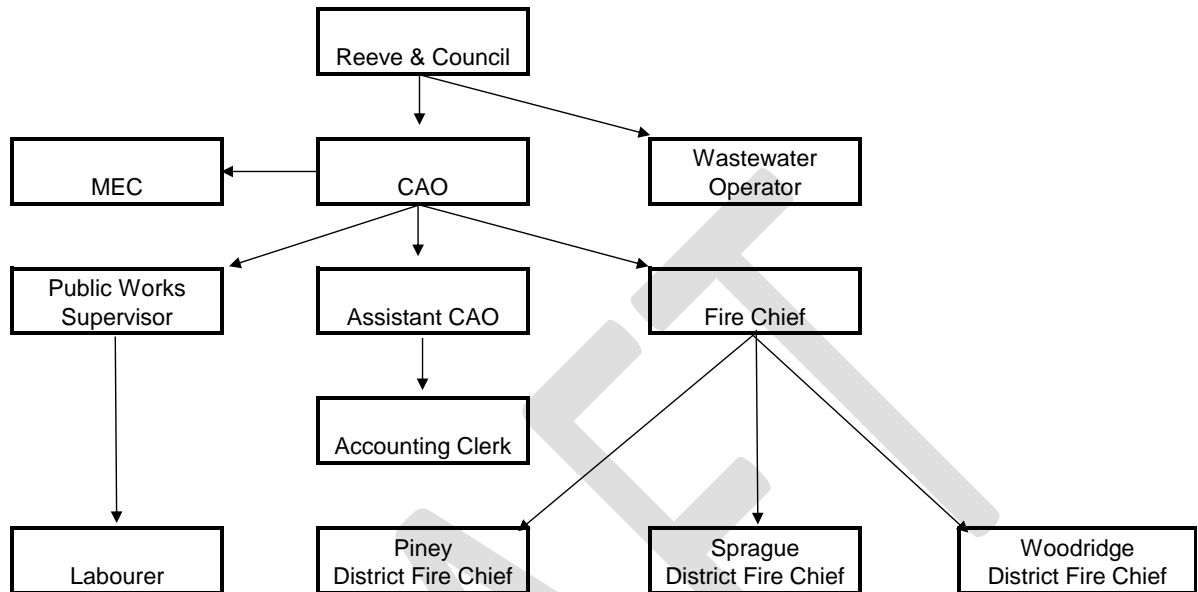 Reeve & Council
MEC
CAO
Wastewater
Operator
Public Works
Supervisor
Assistant CAO
Fire Chief
Accounting Clerk
Labourer
Piney
District Fire Chief
Sprague
District Fire Chief
Woodridge
District Fire Chief